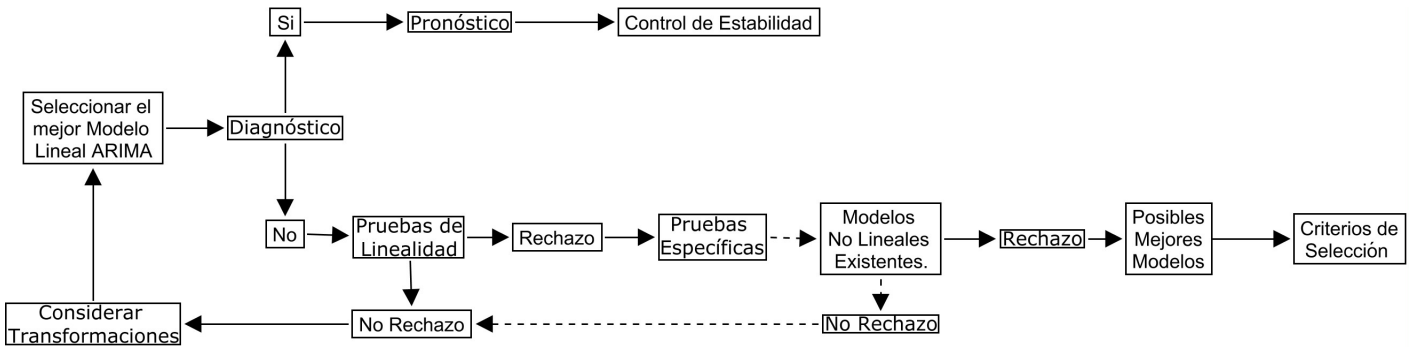 Si
Pronóstico
Control de Estabilidad
Seleccionar el
mejor Modelo
Lineal ARIMA
Diagnóstico
No
Pruebas de
Linealidad
Rechazo
Pruebas
Específicas
Modelos
No Lineales
Existentes.
Rechazo
Posibles
Mejores
Modelos
Criterios de
Selección
Considerar
Transformaciones
No Rechazo
No Rechazo